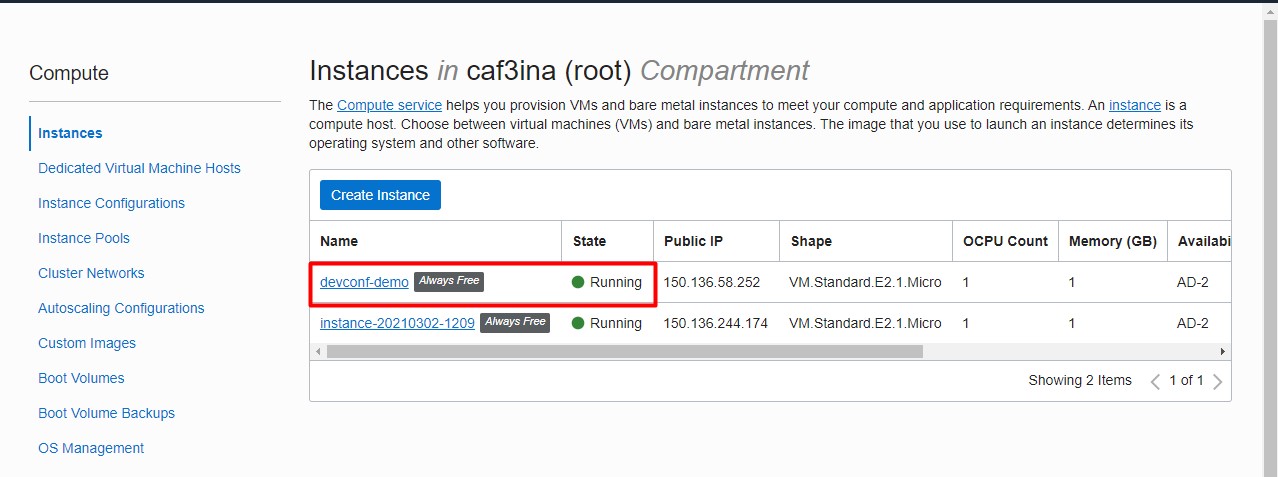 Compute
Instances
Dedicated Virtual Machine Hosts
Instance Configurations
Instance Pools
Cluster Networks
Autoscaling Configurations
Custom Images
Boot Volumes
Boot Volume Backups
OS Management
Instances in caf3ina (root) Compartment
The Compute service helps you provision VMs and bare metal instances to meet your compute and application requirements. An instance is a
compute host. Choose between virtual machines (VMs) and bare metal instances. The image that you use to launch an instance determines its
operating system and other software.
Create Instance
Name State Public IP Shape OCPU Count Memory (GB) Availabi
devconf-demo Always Free Running 150.136.58.252 VM.Standard.E2.1.Micro 1 1 AD-2
instance-20210302-1209 Always Free Running 150.136.244.174 VM.Standard.E2.1.Micro 1 1 AD-2
Showing 2 Items 1 of 1